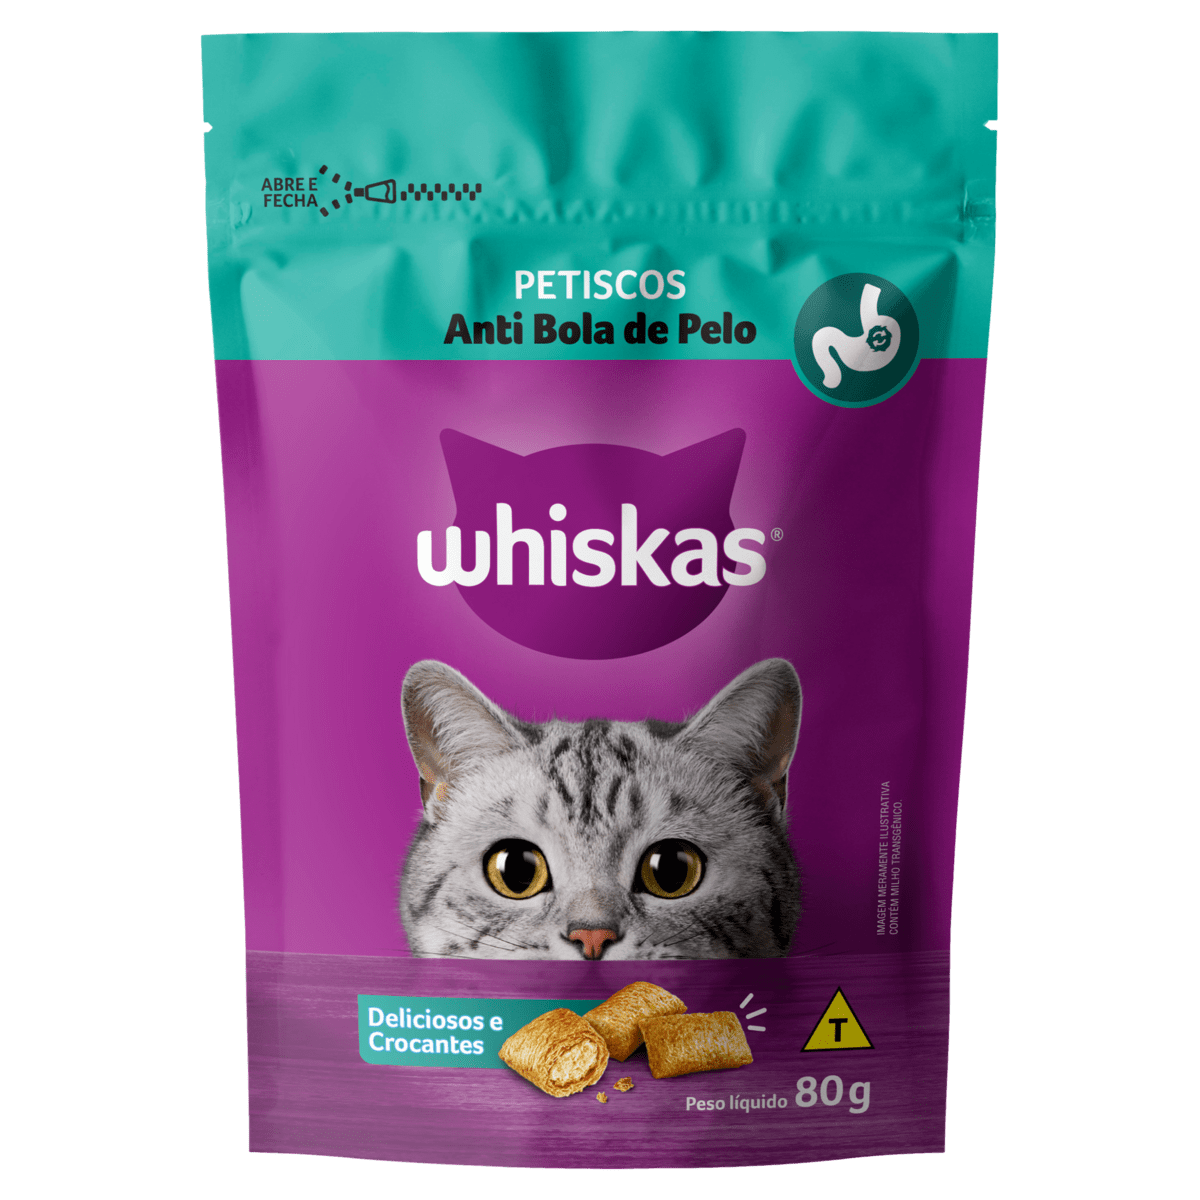 ABRE E
FECHA
PETISCOS
Anti Bola de Pelo
whiskas®
IMAGEM MERAMENTE ILUSTRATIVA
CONTÉM MILHO TRANSGÊNICO.
Deliciosos e
Crocantes
T
Peso líquido 80g